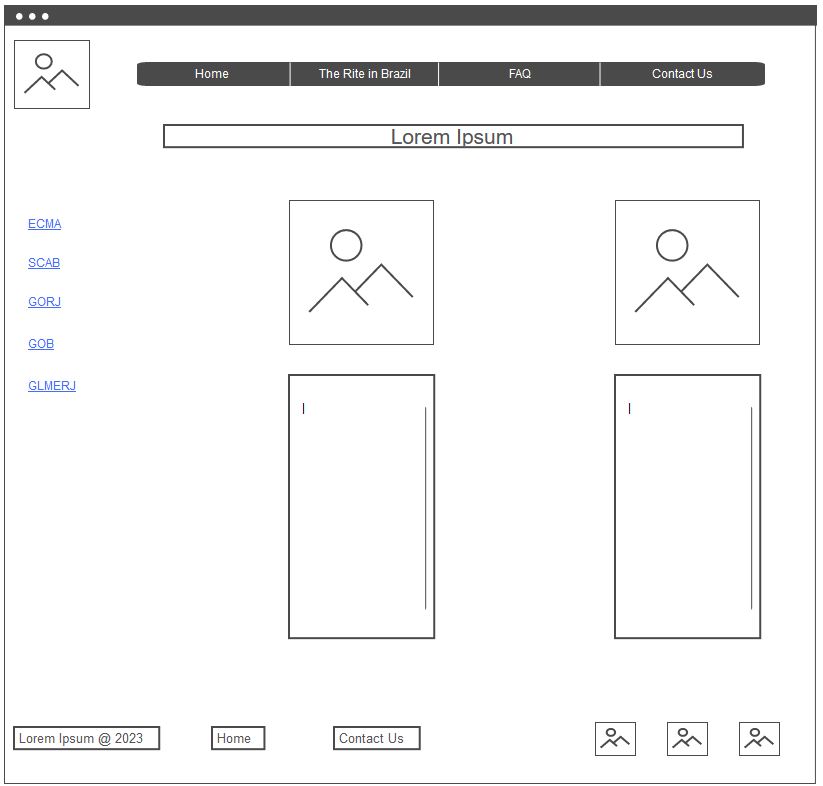 Home
The Rite in Brazil
FAQ
Contact Us
Lorem Ipsum
ECMA
SCAB
GORJ
GOB
GLMERJ
Lorem Ipsum @ 2023
Home
Contact Us